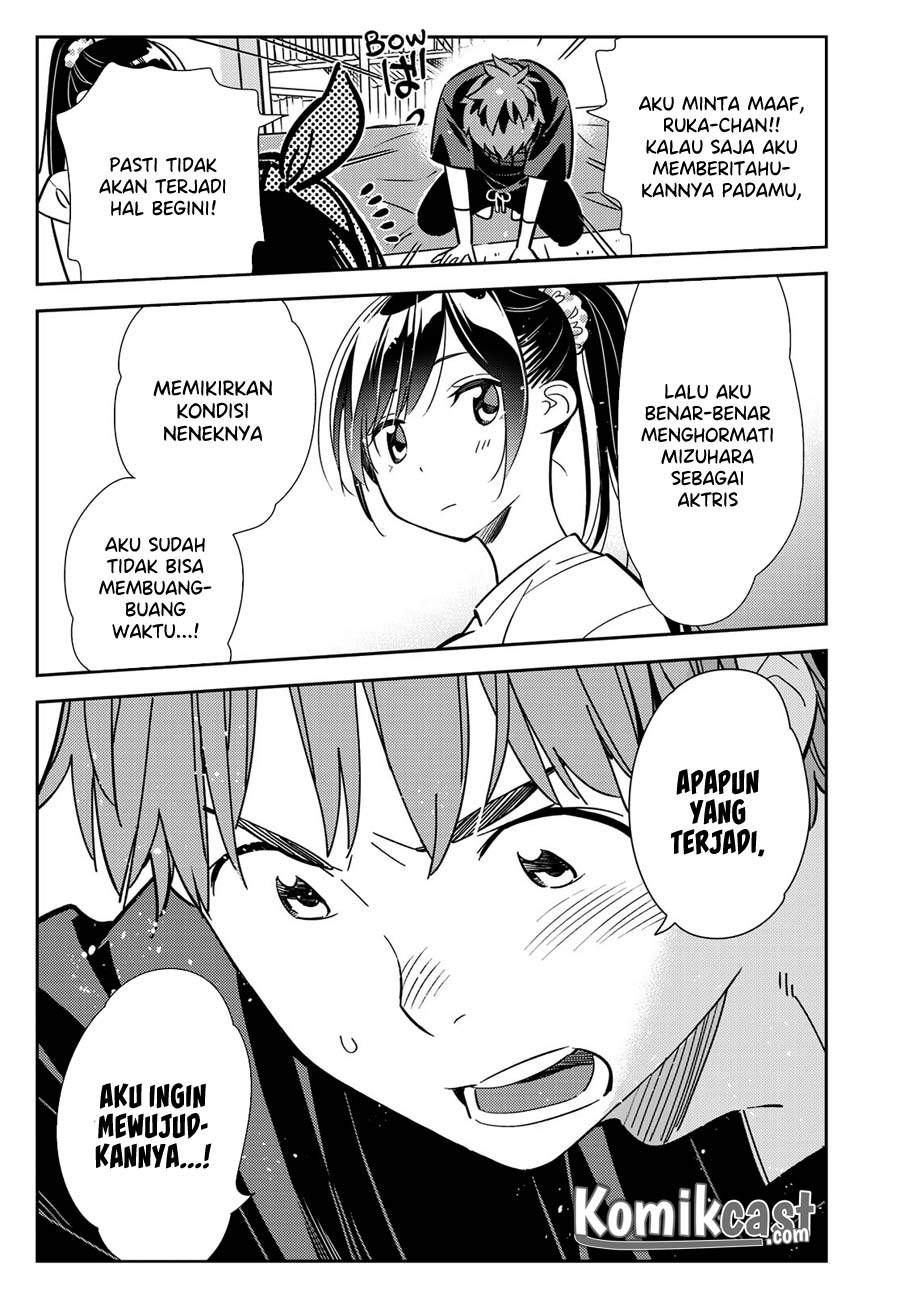 BOW
ばっ
AKU MINTA MAAF,
RUKA-CHAN!!
KALAU SAJA AKU
MEMBERITAHU-
KANNYA PADAMU,
PASTI TIDAK
AKAN TERJADI
HAL BEGINI!
LALU AKU
BENAR-BENAR
MENGHORMATI
MIZUHARA
SEBAGAI
AKTRIS
MEMIKIRKAN
KONDISI
NENEKNYA
AKU SUDAH
TIDAK BISA
MEMBUANG-
BUANG
WAKTU...!
APAPUN
YANG
TERJADI,
AKU INGIN
MEWUJUD-
KANNYA...!
Komikcast
.com